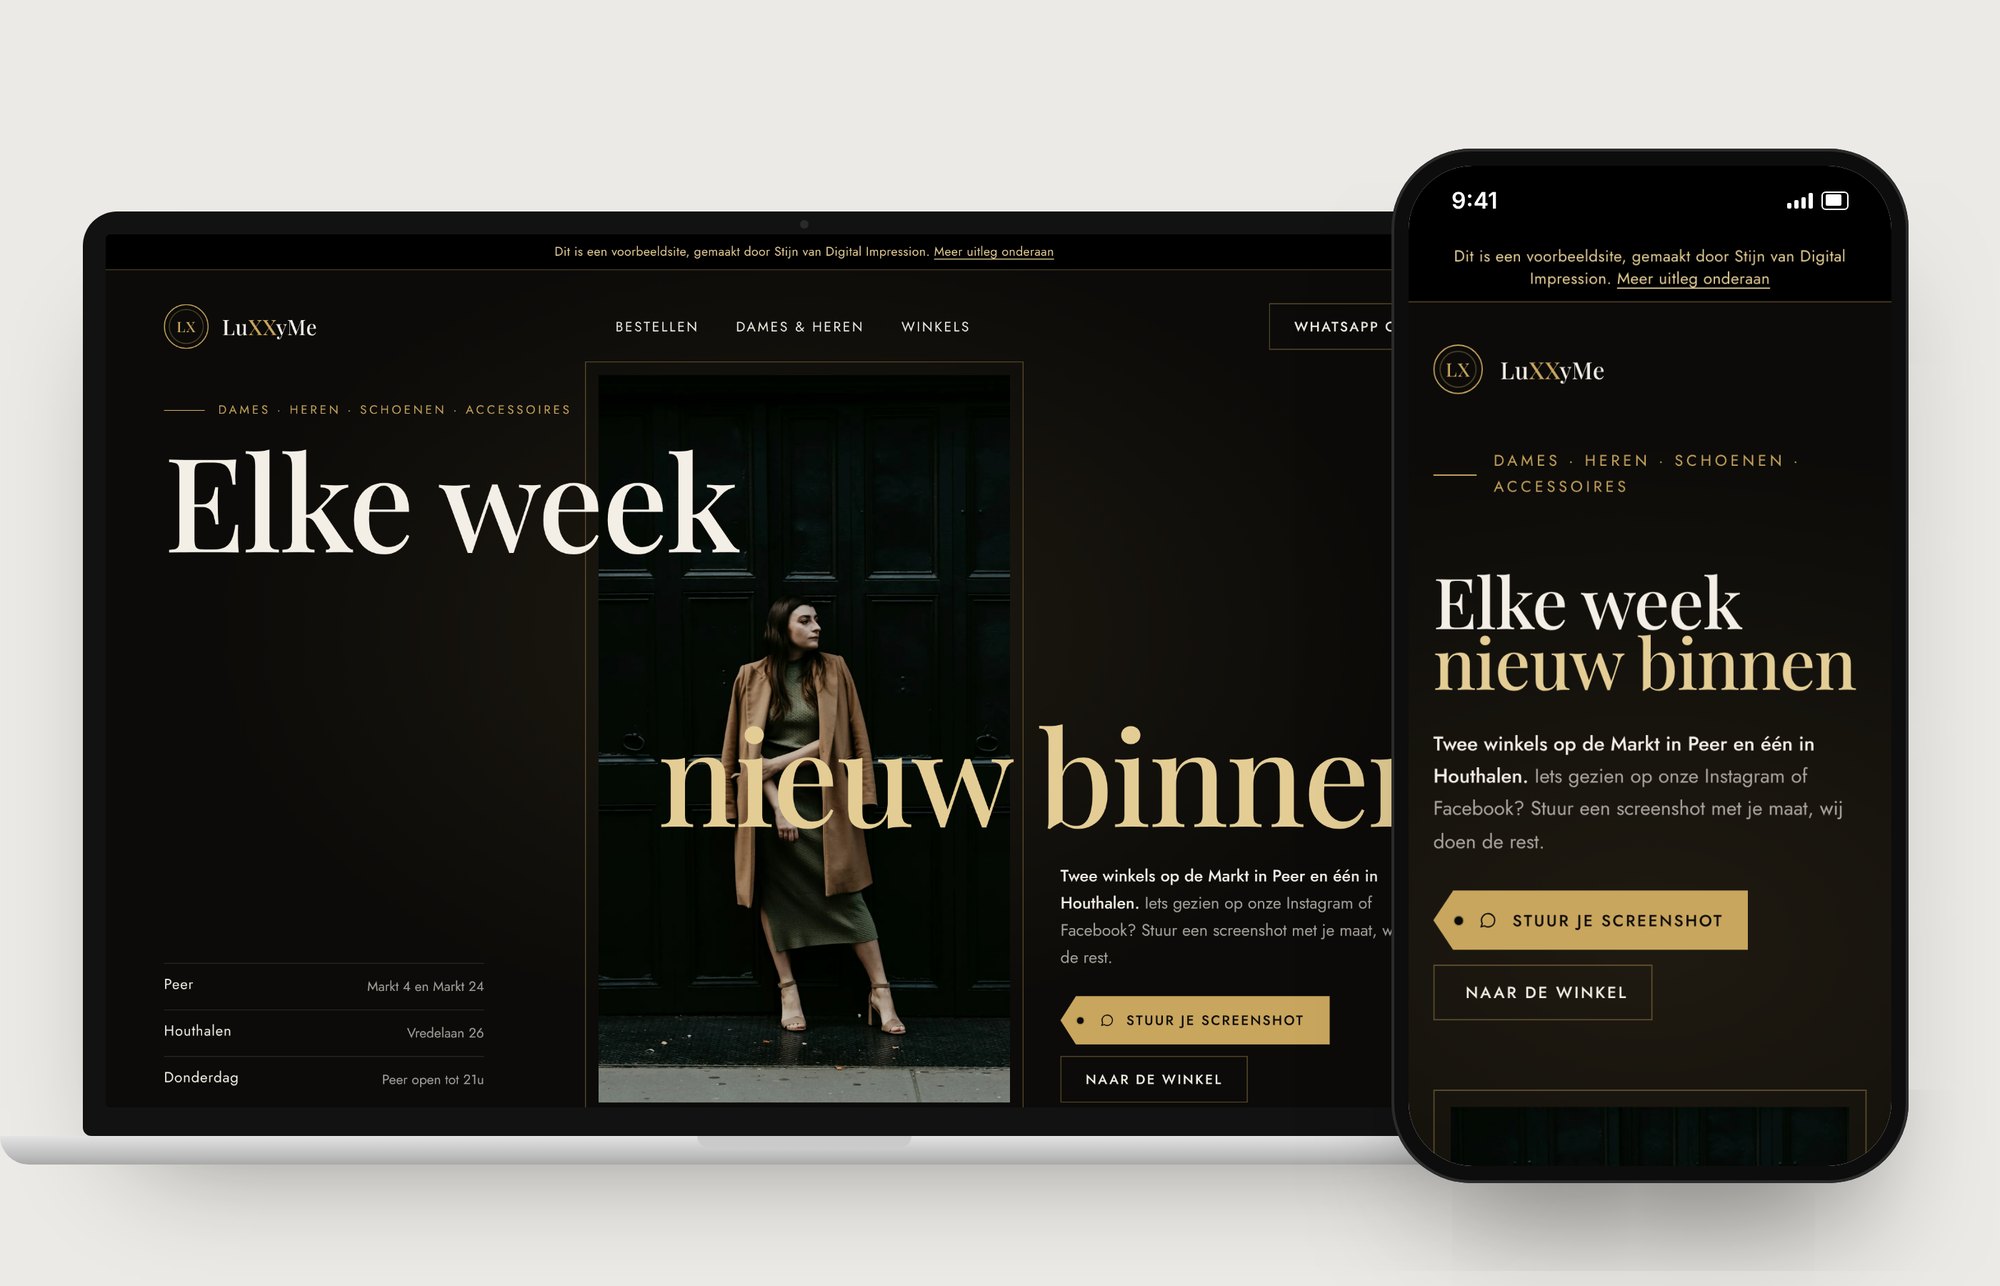 Dit is een voorbeeldsite, gemaakt door Stijn van Digital Impression. Meer uitleg onderaan
LX LuXXyMe
BESTELLEN DAMES & HEREN WINKELS
WHATSAPP
DAMES · HEREN · SCHOENEN · ACCESSOIRES
Elke week
nieuw binnen
Twee winkels op de Markt in Peer en één in
Houthalen. Iets gezien op onze Instagram of
Facebook? Stuur een screenshot met je maat,
de rest.
STUUR JE SCREENSHOT
NAAR DE WINKEL
Peer Markt 4 en Markt 24
Houthalen Vredelaan 26
Donderdag Peer open tot 21u
9:41
Dit is een voorbeeldsite, gemaakt door Stijn van Digital
Impression. Meer uitleg onderaan
LX LuXXyMe
DAMES · HEREN · SCHOENEN ·
ACCESSOIRES
Elke week
nieuw binnen
Twee winkels op de Markt in Peer en één in
Houthalen. Iets gezien op onze Instagram of
Facebook? Stuur een screenshot met je maat, wij
doen de rest.
STUUR JE SCREENSHOT
NAAR DE WINKEL